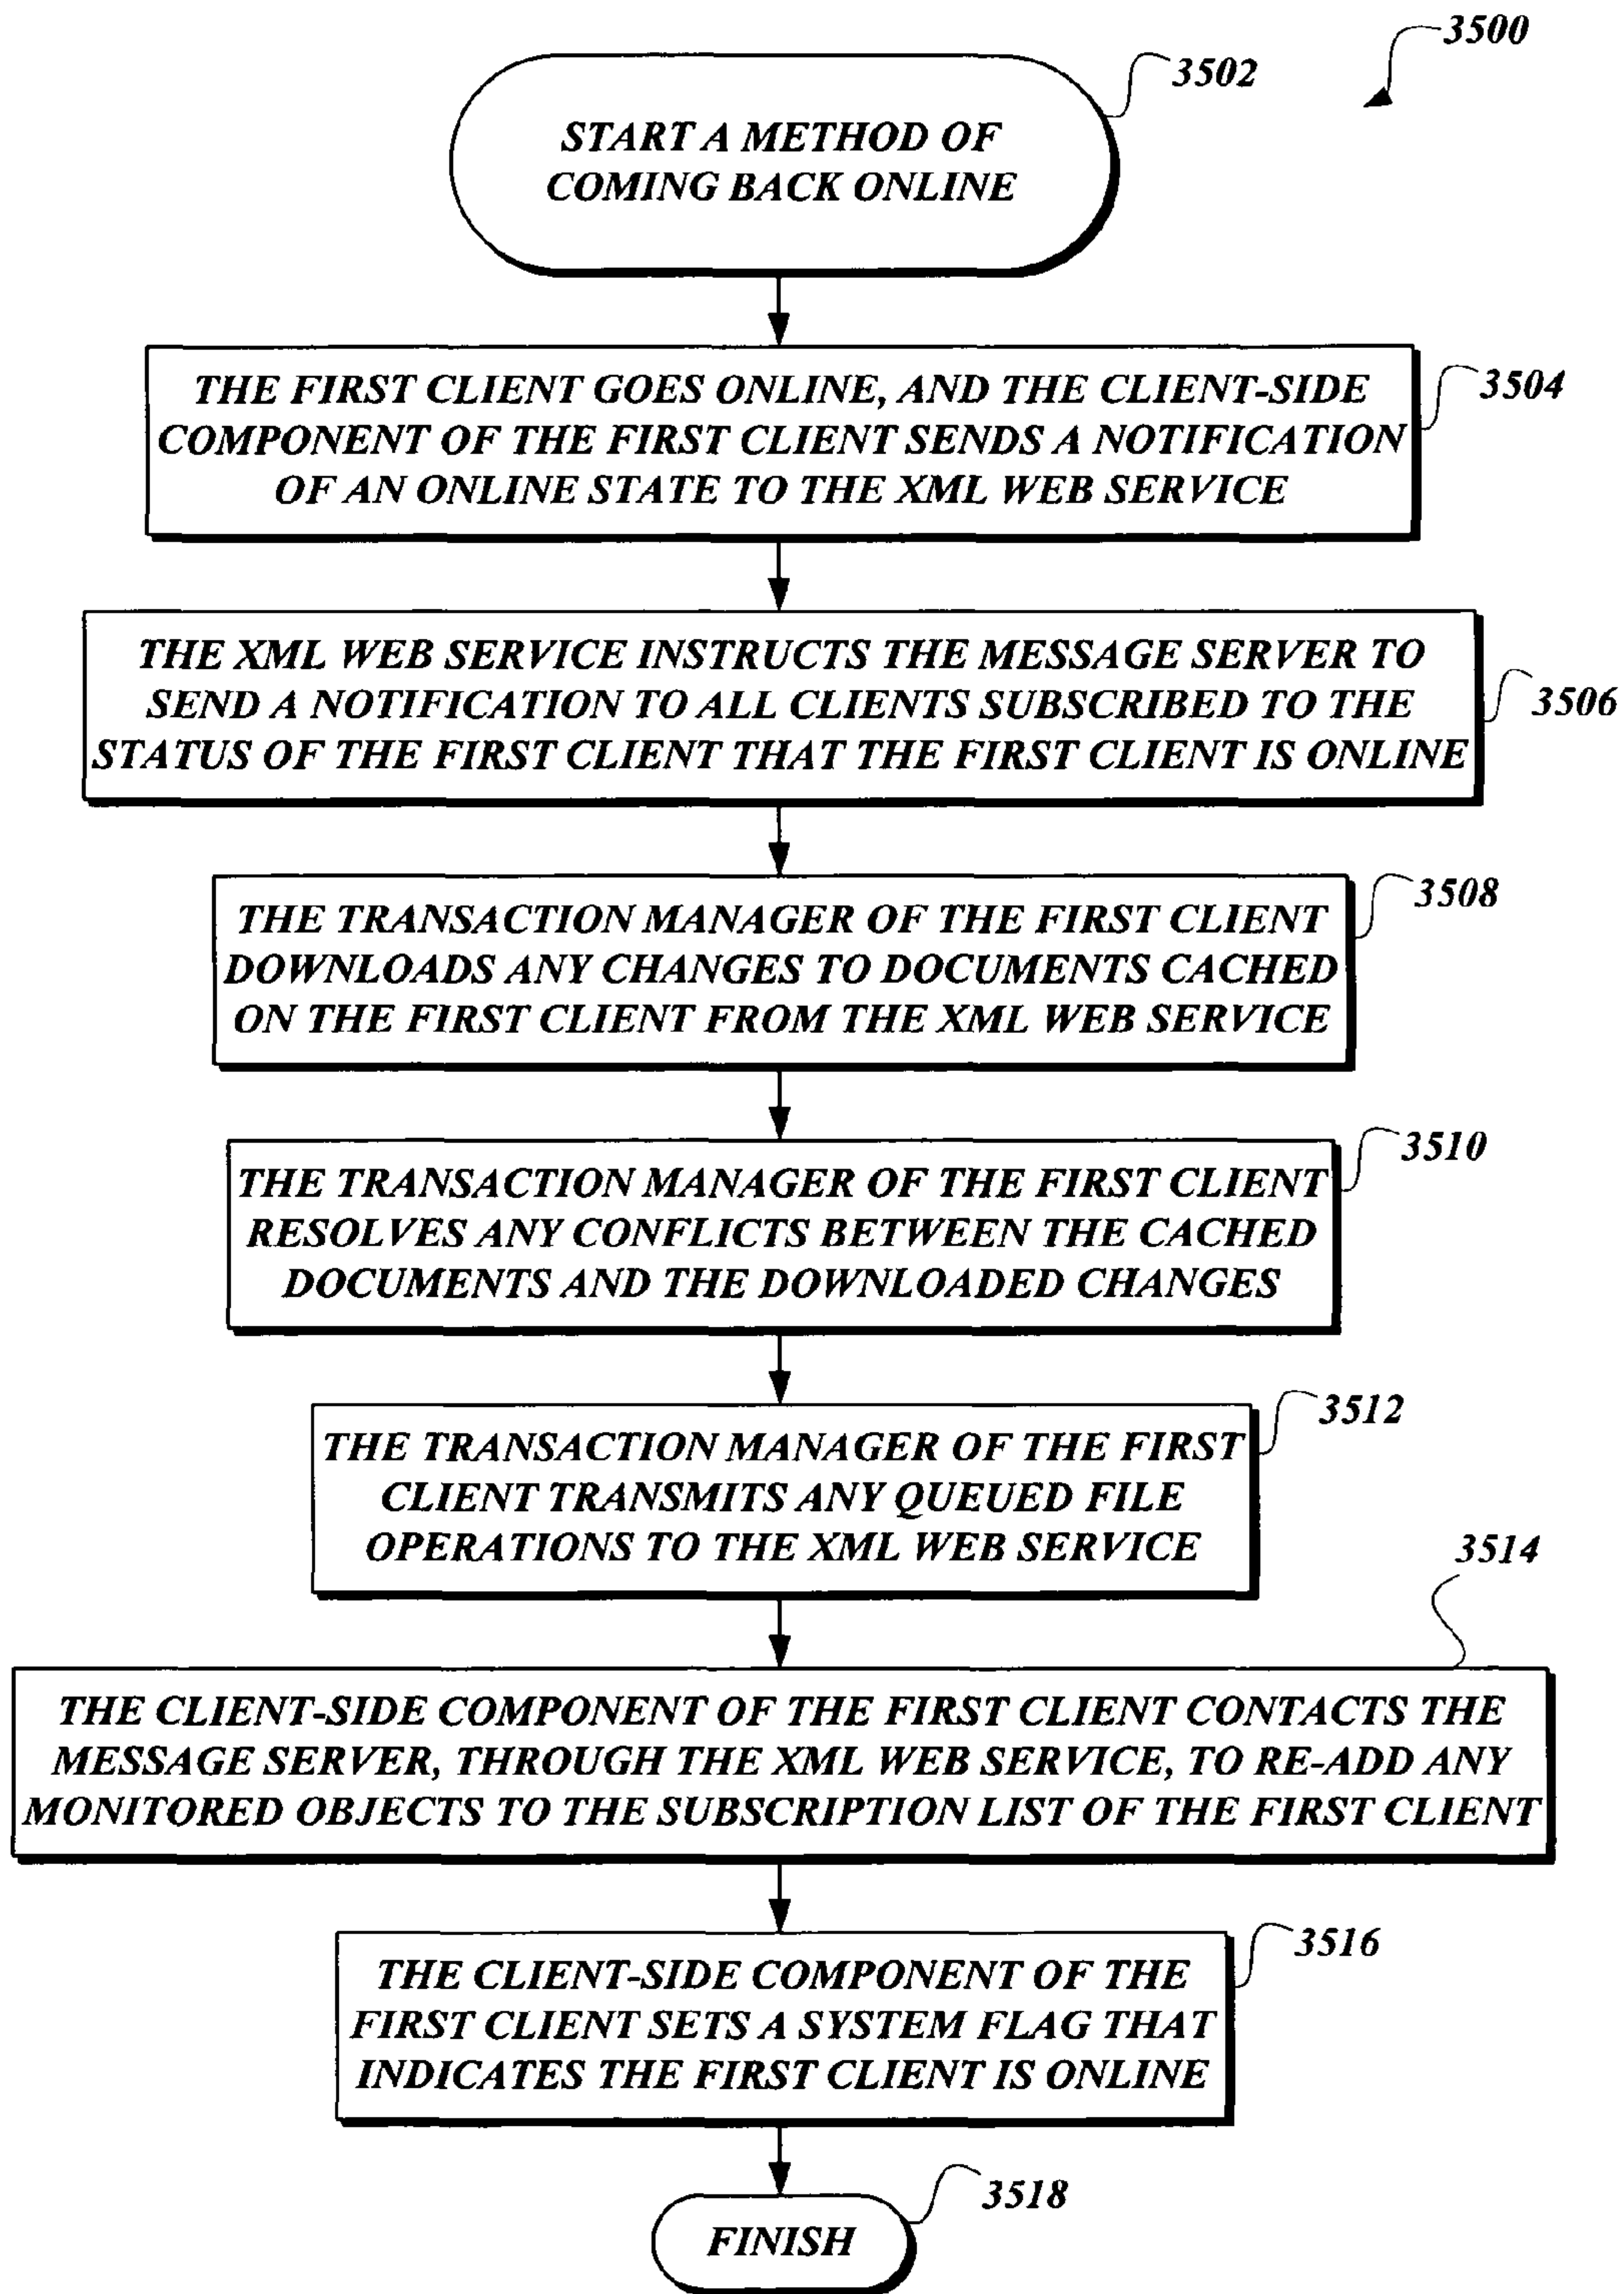 3500
3502
START A METHOD OF
COMING BACK ONLINE
3504
THE FIRST CLIENT GOES ONLINE, AND THE CLIENT-SIDE
COMPONENT OF THE FIRST CLIENT SENDS A NOTIFICATION
OF AN ONLINE STATE TO THE XML WEB SERVICE
3506
THE XML WEB SERVICE INSTRUCTS THE MESSAGE SERVER TO
SEND A NOTIFICATION TO ALL CLIENTS SUBSCRIBED TO THE
STATUS OF THE FIRST CLIENT THAT THE FIRST CLIENT IS ONLINE
3508
THE TRANSACTION MANAGER OF THE FIRST CLIENT
DOWNLOADS ANY CHANGES TO DOCUMENTS CACHED
ON THE FIRST CLIENT FROM THE XML WEB SERVICE
3510
THE TRANSACTION MANAGER OF THE FIRST CLIENT
RESOLVES ANY CONFLICTS BETWEEN THE CACHED
DOCUMENTS AND THE DOWNLOADED CHANGES
3512
THE TRANSACTION MANAGER OF THE FIRST
CLIENT TRANSMITS ANY QUEUED FILE
OPERATIONS TO THE XML WEB SERVICE
3514
THE CLIENT-SIDE COMPONENT OF THE FIRST CLIENT CONTACTS THE
MESSAGE SERVER, THROUGH THE XML WEB SERVICE, TO RE-ADD ANY
MONITORED OBJECTS TO THE SUBSCRIPTION LIST OF THE FIRST CLIENT
3516
THE CLIENT-SIDE COMPONENT OF THE
FIRST CLIENT SETS A SYSTEM FLAG THAT
INDICATES THE FIRST CLIENT IS ONLINE
3518
FINISH